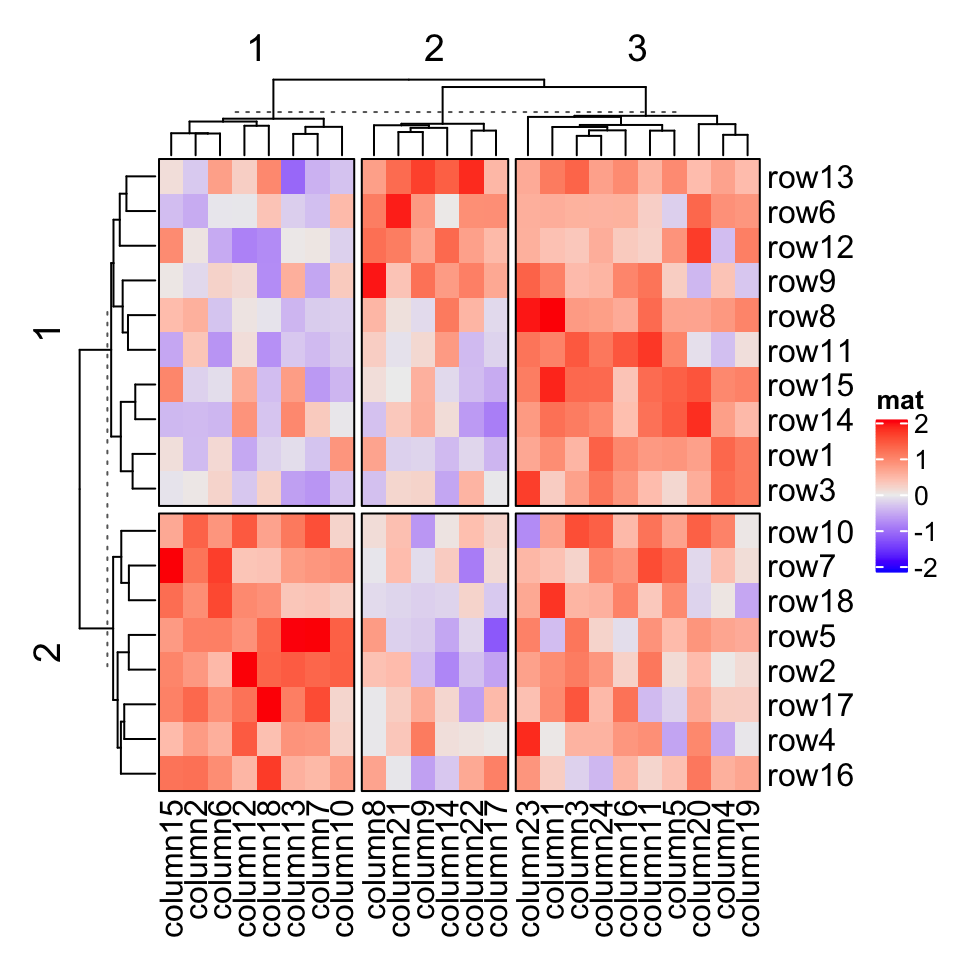 1 2 3
1
2
row13
row6
row12
row9
row8
row11
row15
row14
row1
row3
row10
row7
row18
row5
row2
row17
row4
row16
column15
column2
column6
column12
column18
column13
column7
column10
column8
column21
column9
column14
column22
column17
column23
column1
column3
column24
column16
column11
column5
column20
column4
column19
mat
2
1
0
-1
-2